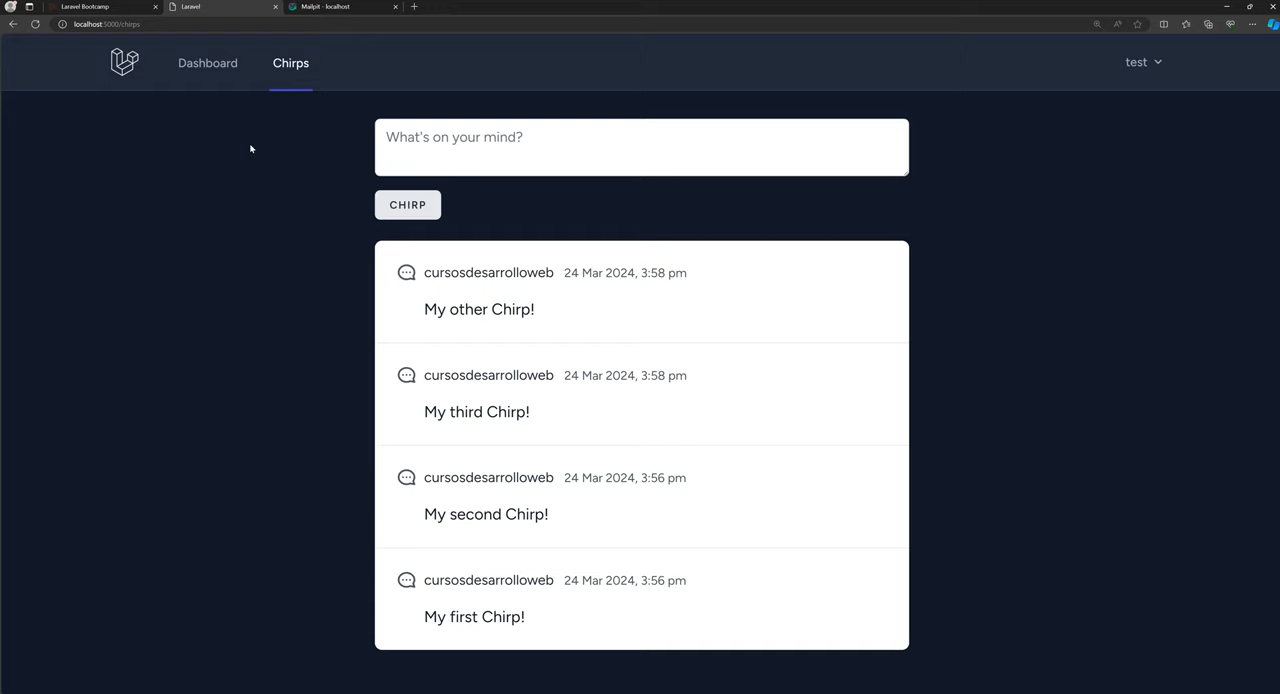 Laravel Bootcamp
Laravel
Mailpit - localhost
localhost:5000/chirps
Dashboard
Chirps
test
What's on your mind?
CHIRP
cursosdesarrolloweb 24 Mar 2024, 3:58 pm
My other Chirp!
cursosdesarrolloweb 24 Mar 2024, 3:58 pm
My third Chirp!
cursosdesarrolloweb 24 Mar 2024, 3:56 pm
My second Chirp!
cursosdesarrolloweb 24 Mar 2024, 3:56 pm
My first Chirp!